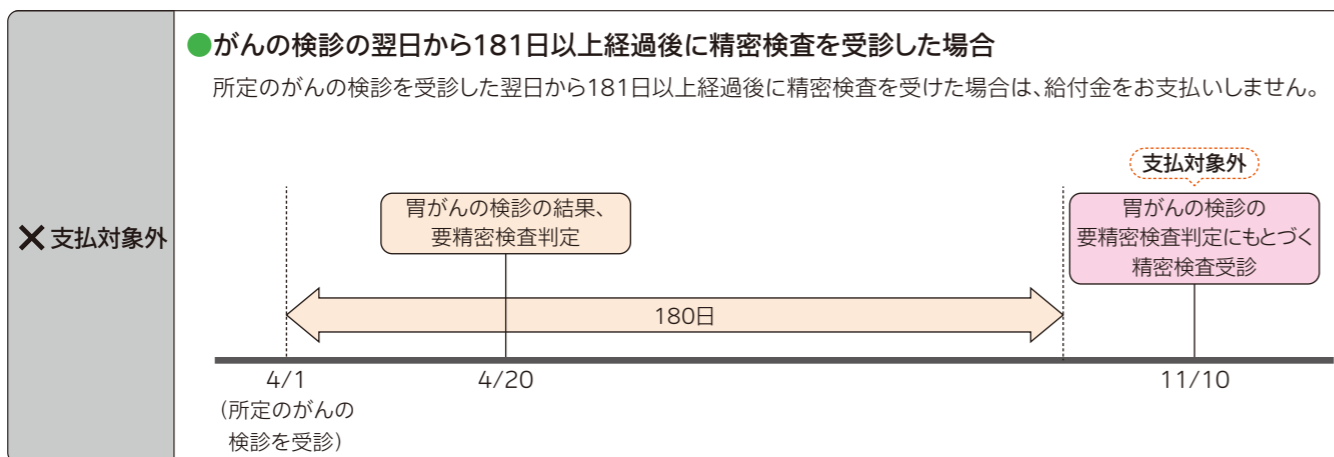 ●がんの検診の翌日から181日以上経過後に精密検査を受診した場合
所定のがんの検診を受診した翌日から181日以上経過後に精密検査を受けた場合は、給付金をお支払いしません。
✕支払対象外
支払対象外
胃がんの検診の結果、
要精密検査判定
胃がんの検診の
要精密検査判定にもとづく
精密検査受診
180日
4/1
4/20
11/10
(所定のがんの
検診を受診)